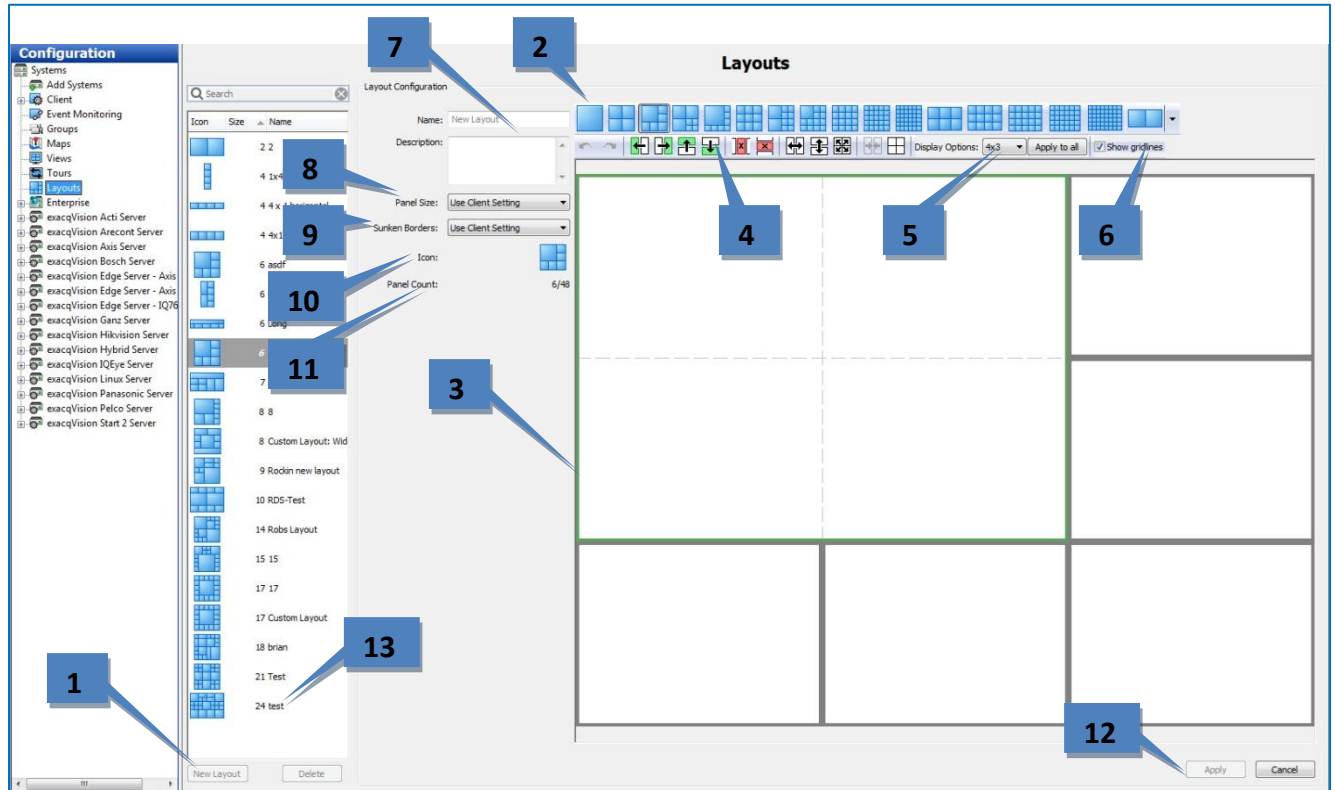 7
2
Configuration
Layouts
Systems
Add Systems
Client
Event Monitoring
Groups
Maps
Views
Tours
Layouts
Enterprise
exacqVision Acti Server
exacqVision Arecont Server
exacqVision Axis Server
exacqVision Bosch Server
exacqVision Edge Server - Axis
exacqVision Edge Server - Axis
exacqVision Edge Server - IQ76
exacqVision Ganz Server
exacqVision Hikvision Server
exacqVision Hybrid Server
exacqVision IQEye Server
exacqVision Linux Server
exacqVision Panasonic Server
exacqVision Pelco Server
exacqVision Start 2 Server
Search
Icon Size Name
2 2
4 1x4
4
4 4x1
6 asdf
6
6 Long
6
7
8 8
8 Custom Layout: Wid
9 Rockin new layout
10 RDS-Test
14 Robs Layout
15 15
17 17
17 Custom Layout
18 brian
21 Test
24 test
New Layout Delete
Layout Configuration
Name: New Layout
Description:
Panel Size: Use Client Setting
Sunken Borders: Use Client Setting
Icon:
Panel Count: 6/48
Display Options: 4x3 Apply to all Show gridlines
8
9
4
5
6
10
11
3
13
1
12
Apply Cancel